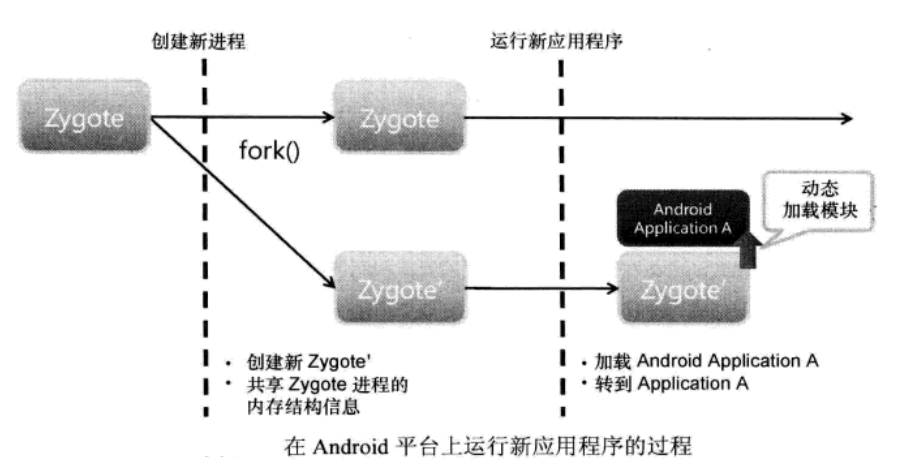 创建新进程
运行新应用程序
Zygote
fork()
Zygote
动态
加载模块
Android
Application A
Zygote'
Zygote'
· 创建新 Zygote'
· 共享 Zygote 进程的
内存结构信息
· 加载 Android Application A
· 转到 Application A
在 Android 平台上运行新应用程序的过程